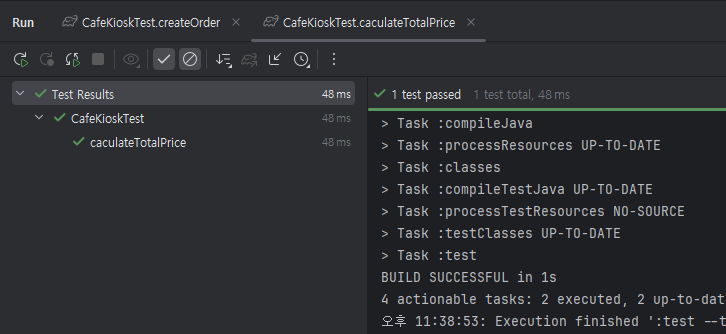 Run CafeKioskTest.createOrder CafeKioskTest.caculateTotalPrice
Test Results 48 ms
CafeKioskTest 48 ms
caculateTotalPrice 48 ms
1 test passed 1 test total, 48 ms
> Task :compileJava
> Task :processResources UP-TO-DATE
> Task :classes
> Task :compileTestJava UP-TO-DATE
> Task :processTestResources NO-SOURCE
> Task :testClasses UP-TO-DATE
> Task :test
BUILD SUCCESSFUL in 1s
4 actionable tasks: 2 executed, 2 up-to-dat
오후 11:38:53: Execution finished ':test --t